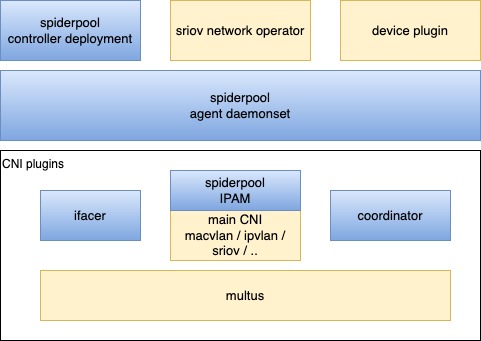 spiderpool
controller deployment
sriov network operator
device plugin
spiderpool
agent daemonset
CNI plugins
ifacer
spiderpool
IPAM
main CNI
macvlan / ipvlan /
sriov / ..
coordinator
multus